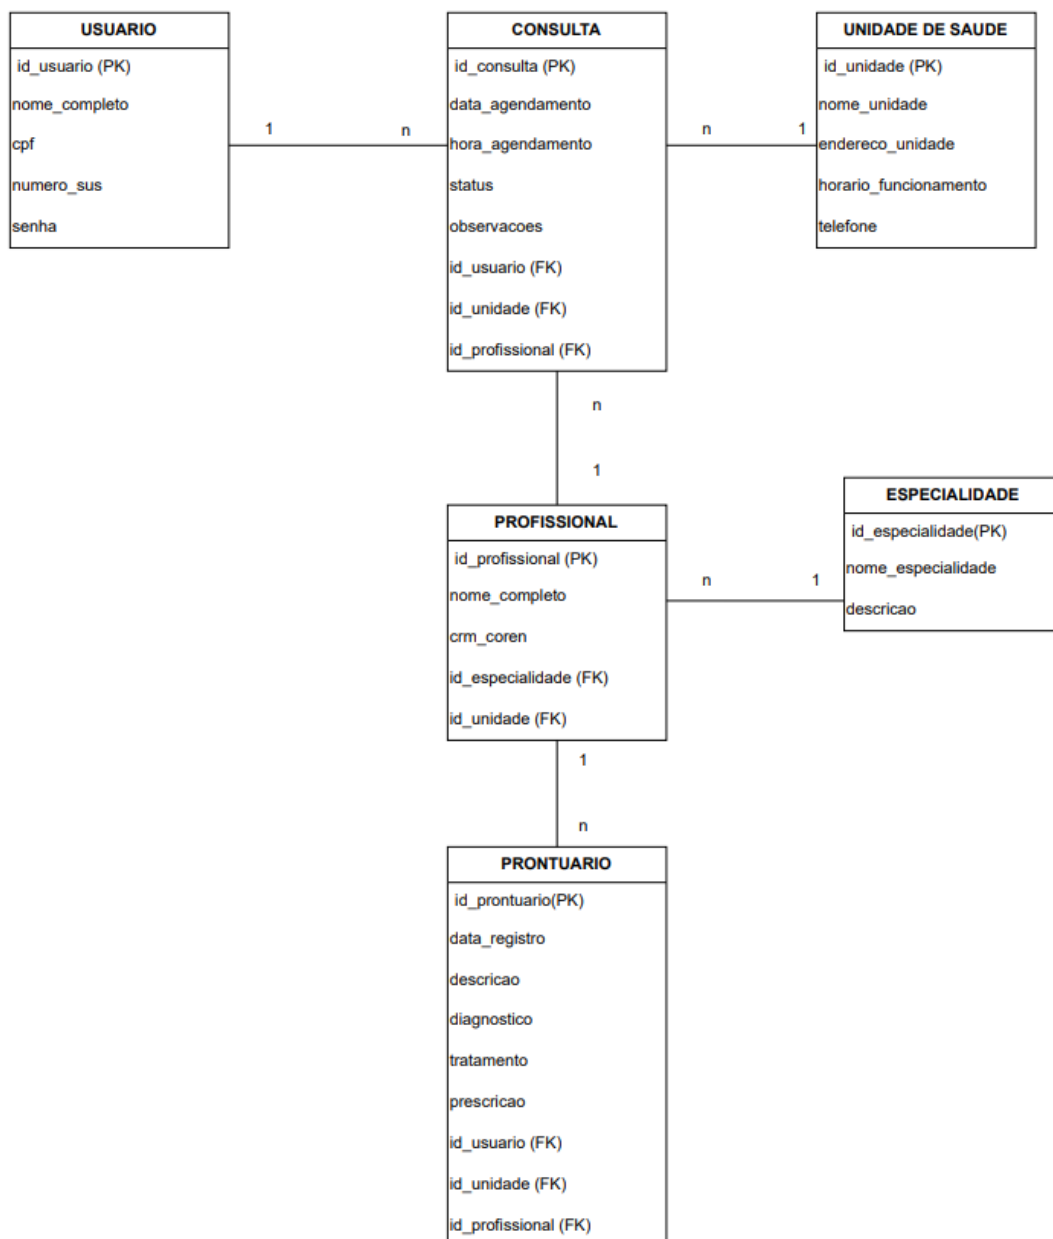 USUARIO
id_usuario (PK)
nome_completo
cpf
numero_sus
senha
1
n
CONSULTA
id_consulta (PK)
data_agendamento
hora_agendamento
status
observacoes
id_usuario (FK)
id_unidade (FK)
id_profissional (FK)
n
1
UNIDADE DE SAUDE
id_unidade (PK)
nome_unidade
endereco_unidade
horario_funcionamento
telefone
n
1
PROFISSIONAL
id_profissional (PK)
nome_completo
crm_coren
id_especialidade (FK)
id_unidade (FK)
n
1
ESPECIALIDADE
id_especialidade(PK)
nome_especialidade
descricao
1
n
PRONTUARIO
id_prontuario(PK)
data_registro
descricao
diagnostico
tratamento
prescricao
id_usuario (FK)
id_unidade (FK)
id_profissional (FK)